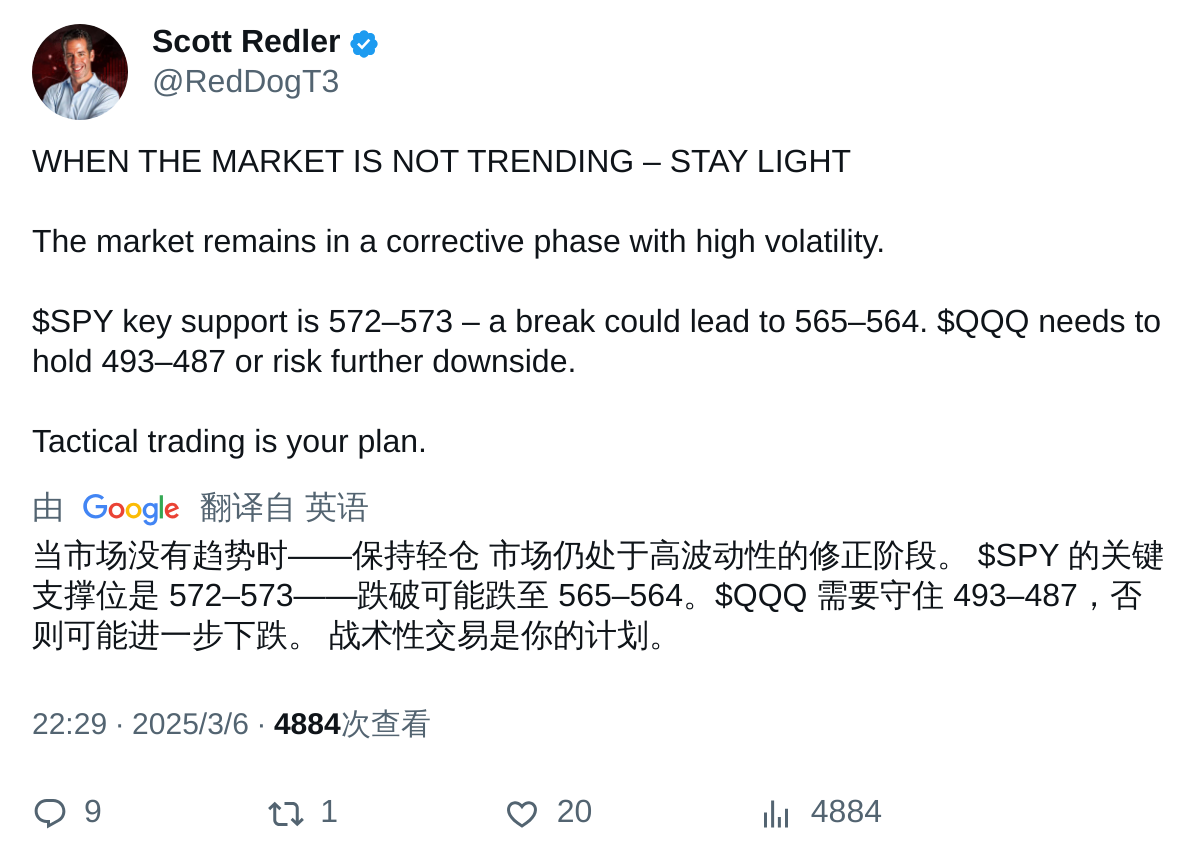 Scott Redler
@RedDogT3
WHEN THE MARKET IS NOT TRENDING – STAY LIGHT
The market remains in a corrective phase with high volatility.
$SPY key support is 572–573 – a break could lead to 565–564. $QQQ needs to
hold 493–487 or risk further downside.
Tactical trading is your plan.
由 Google 翻译自 英语
当市场没有趋势时——保持轻仓 市场仍处于高波动性的修正阶段。 $SPY 的关键
支撑位是 572–573——跌破可能跌至 565–564。$QQQ 需要守住 493–487，否
则可能进一步下跌。 战术性交易是你的计划。
22:29 · 2025/3/6 · 4884次查看
9 1 20 4884